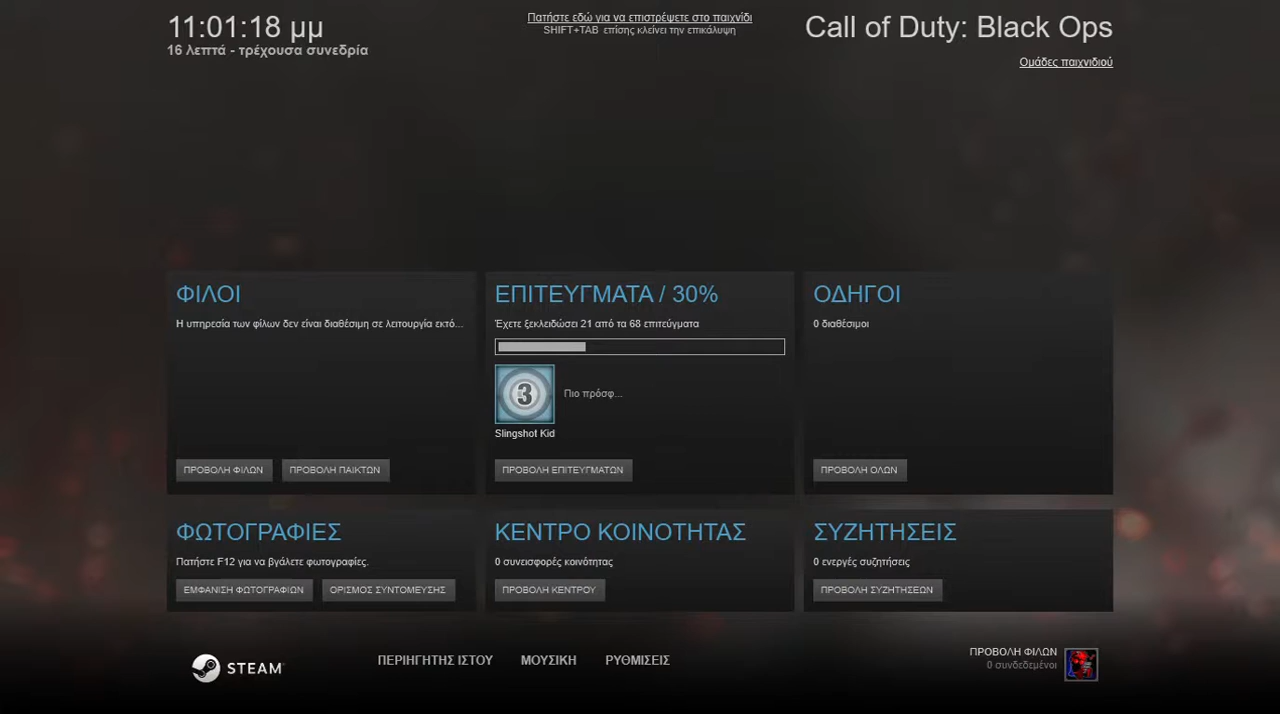 11:01:18 μμ
16 λεπτά - τρέχουσα συνεδρία
Πατήστε εδώ για να επιστρέψετε στο παιχνίδι
SHIFT+TAB επίσης κλείνει την επικάλυψη
Call of Duty: Black Ops
Ομάδες παιχνιδιού
ΦΙΛΟΙ
Η υπηρεσία των φίλων δεν είναι διαθέσιμη σε λειτουργία εκτό...
ΠΡΟΒΟΛΗ ΦΙΛΩΝ
ΠΡΟΒΟΛΗ ΠΑΙΚΤΩΝ
ΕΠΙΤΕΥΓΜΑΤΑ / 30%
Έχετε ξεκλειδώσει 21 από τα 68 επιτεύγματα
3
Πιο πρόσφ...
Slingshot Kid
ΠΡΟΒΟΛΗ ΕΠΙΤΕΥΓΜΑΤΩΝ
ΟΔΗΓΟΙ
0 διαθέσιμοι
ΠΡΟΒΟΛΗ ΟΛΩΝ
ΦΩΤΟΓΡΑΦΙΕΣ
Πατήστε F12 για να βγάλετε φωτογραφίες.
ΕΜΦΑΝΙΣΗ ΦΩΤΟΓΡΑΦΙΩΝ
ΟΡΙΣΜΟΣ ΣΥΝΤΟΜΕΥΣΗΣ
ΚΕΝΤΡΟ ΚΟΙΝΟΤΗΤΑΣ
0 συνεισφορές κοινότητας
ΠΡΟΒΟΛΗ ΚΕΝΤΡΟΥ
ΣΥΖΗΤΗΣΕΙΣ
0 ενεργές συζητήσεις
ΠΡΟΒΟΛΗ ΣΥΖΗΤΗΣΕΩΝ
STEAM
ΠΕΡΙΗΓΗΤΗΣ ΙΣΤΟΥ
ΜΟΥΣΙΚΗ
ΡΥΘΜΙΣΕΙΣ
ΠΡΟΒΟΛΗ ΦΙΛΩΝ
0 συνδεδεμένοι